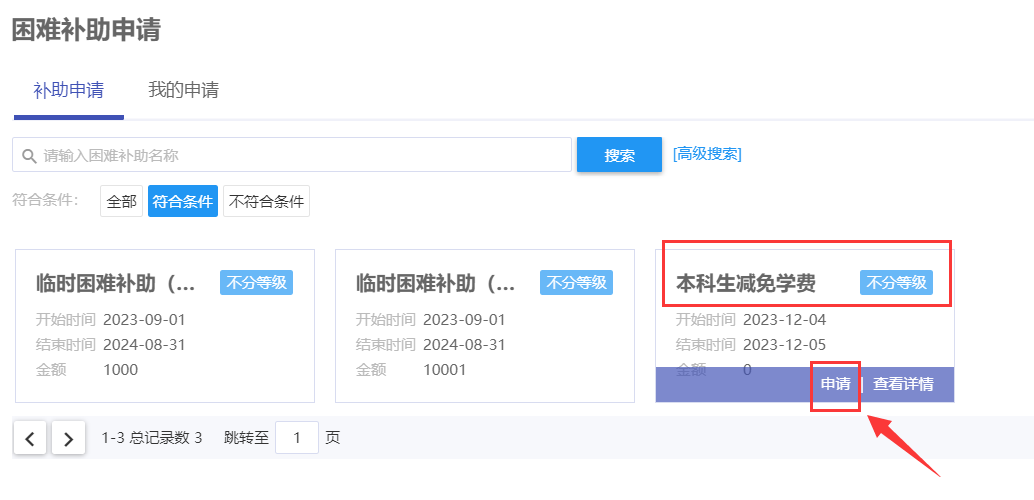 困难补助申请
补助申请 我的申请
请输入困难补助名称 搜索 [高级搜索]
符合条件： 全部 符合条件 不符合条件
临时困难补助（... 不分等级
开始时间 2023-09-01
结束时间 2024-08-31
金额 1000
临时困难补助（... 不分等级
开始时间 2023-09-01
结束时间 2024-08-31
金额 10001
本科生减免学费 不分等级
开始时间 2023-12-04
结束时间 2023-12-05
金额 0
申请 | 查看详情
1-3 总记录数 3 跳转至 1 页